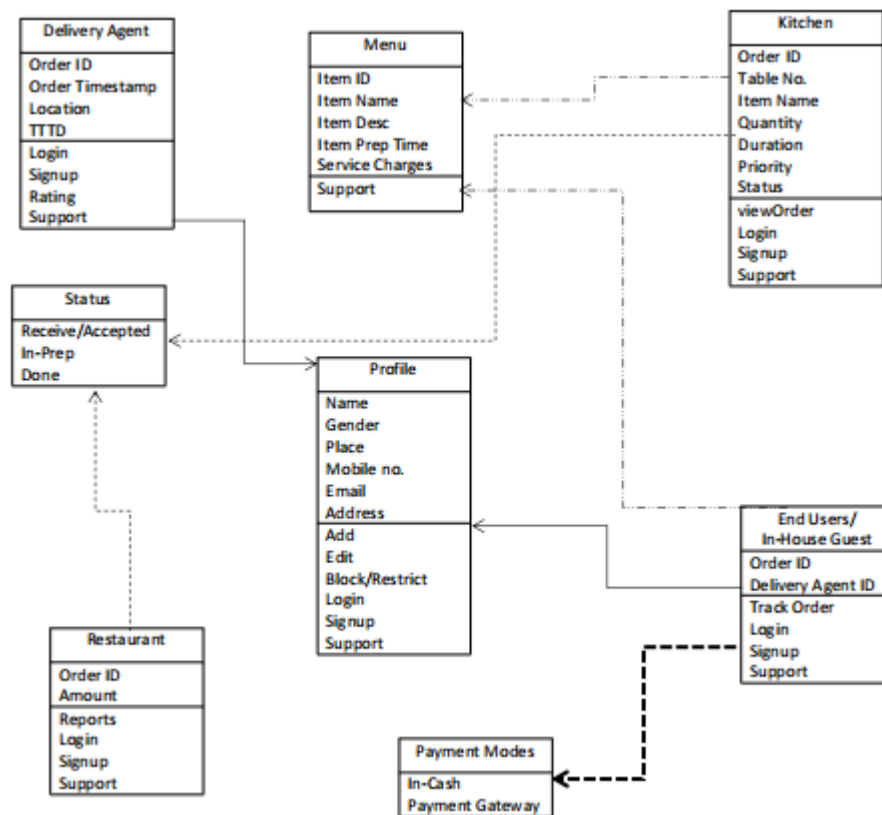 Delivery Agent
Order ID
Order Timestamp
Location
TTTD
Login
Signup
Rating
Support
Menu
Item ID
Item Name
Item Desc
Item Prep Time
Service Charges
Support
Kitchen
Order ID
Table No.
Item Name
Quantity
Duration
Priority
Status
viewOrder
Login
Signup
Support
Status
Receive/Accepted
In-Prep
Done
Profile
Name
Gender
Place
Mobile no.
Email
Address
Add
Edit
Block/Restrict
Login
Signup
Support
End Users/
In-House Guest
Order ID
Delivery Agent ID
Track Order
Login
Signup
Support
Restaurant
Order ID
Amount
Reports
Login
Signup
Support
Payment Modes
In-Cash
Payment Gateway